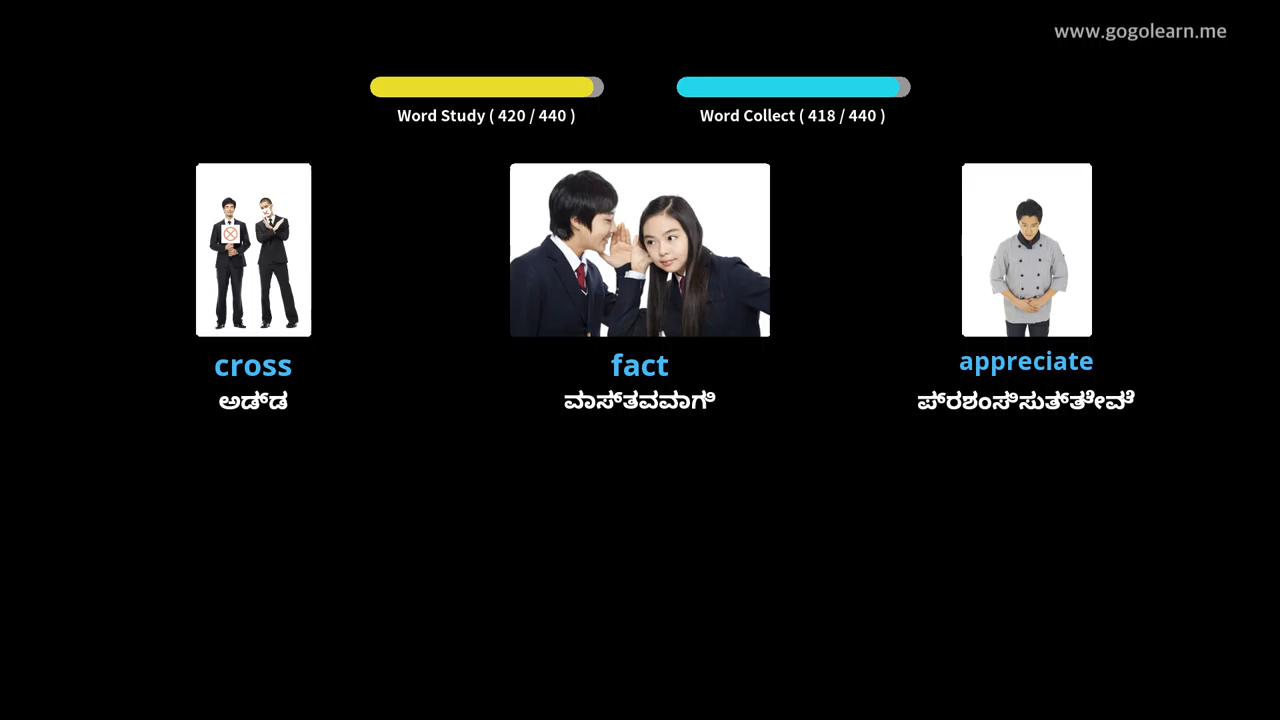 www.gogolearn.me
Word Study ( 420 / 440 )
Word Collect ( 418 / 440 )
cross
fact
appreciate
ಅಡ್ಡ
ವಾಸ್ತವವಾಗಿ
ಪ್ರಶಂಸಿಸುತ್ತೇವೆ